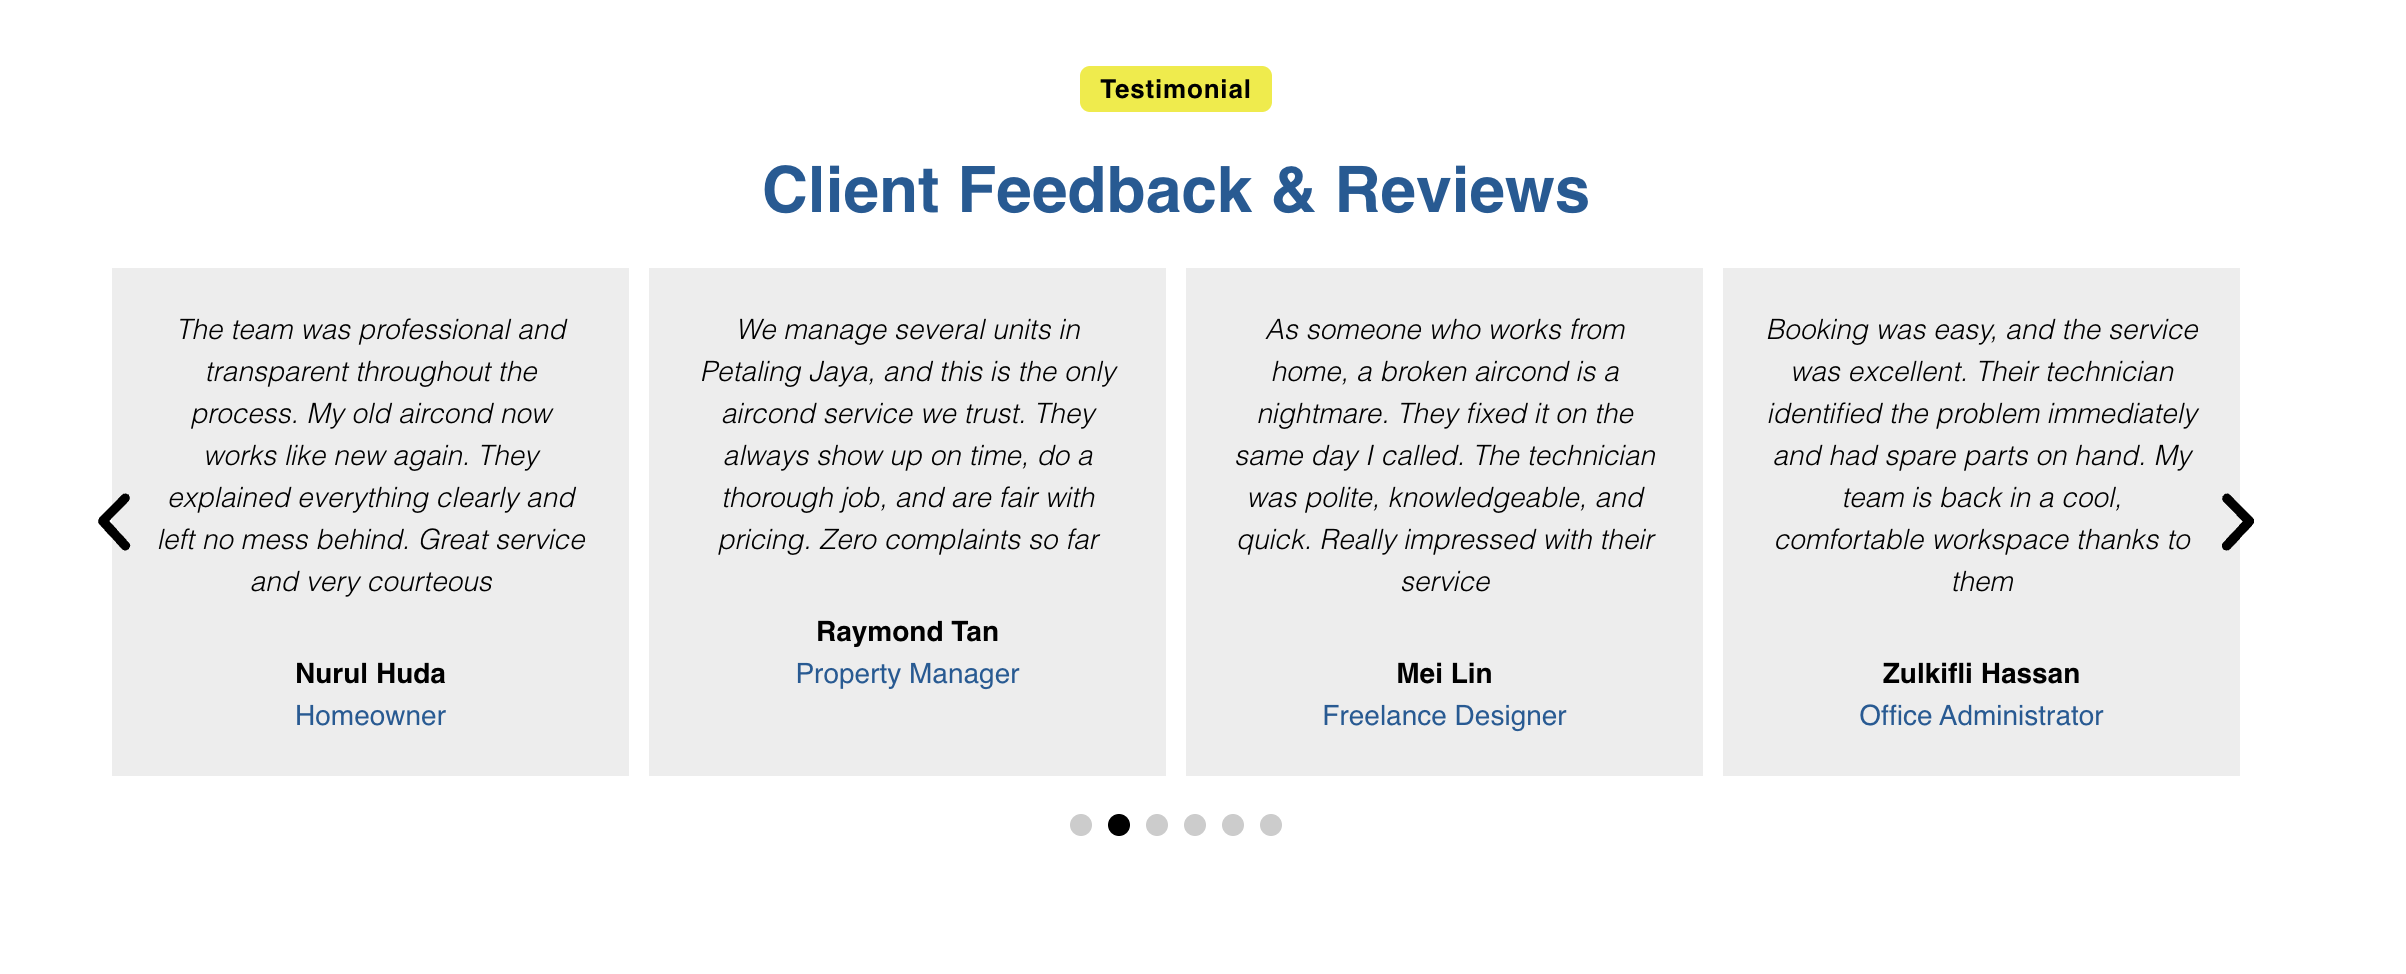 Testimonial
Client Feedback & Reviews
The team was professional and
transparent throughout the
process. My old aircond now
works like new again. They
explained everything clearly and
left no mess behind. Great service
and very courteous
Nurul Huda
Homeowner
We manage several units in
Petaling Jaya, and this is the only
aircond service we trust. They
always show up on time, do a
thorough job, and are fair with
pricing. Zero complaints so far
Raymond Tan
Property Manager
As someone who works from
home, a broken aircond is a
nightmare. They fixed it on the
same day I called. The technician
was polite, knowledgeable, and
quick. Really impressed with their
service
Mei Lin
Freelance Designer
Booking was easy, and the service
was excellent. Their technician
identified the problem immediately
and had spare parts on hand. My
team is back in a cool,
comfortable workspace thanks to
them
Zulkifli Hassan
Office Administrator